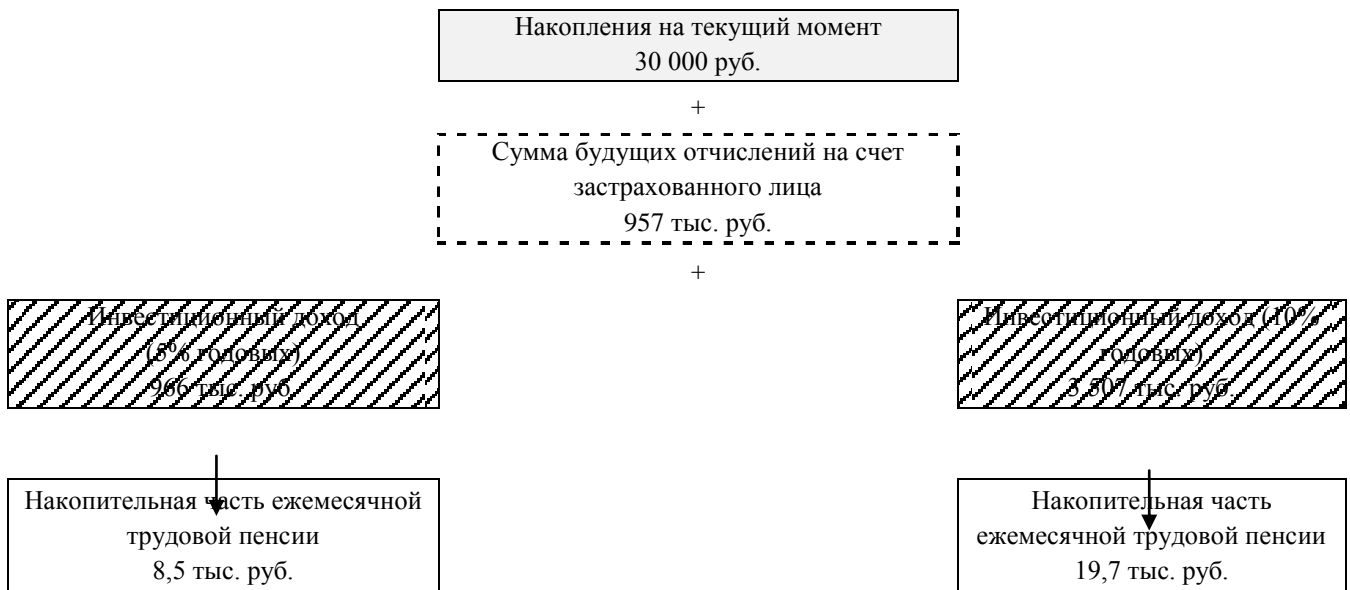 Накопления на текущий момент
30 000 руб.
+
Сумма будущих отчислений на счет
застрахованного лица
957 тыс. руб.
+
Инвестиционный доход
(5% годовых)
966 тыс. руб.
Инвестиционный доход (10%
годовых)
3 507 тыс. руб.
Накопительная часть ежемесячной
трудовой пенсии
8,5 тыс. руб.
Накопительная часть
ежемесячной трудовой пенсии
19,7 тыс. руб.